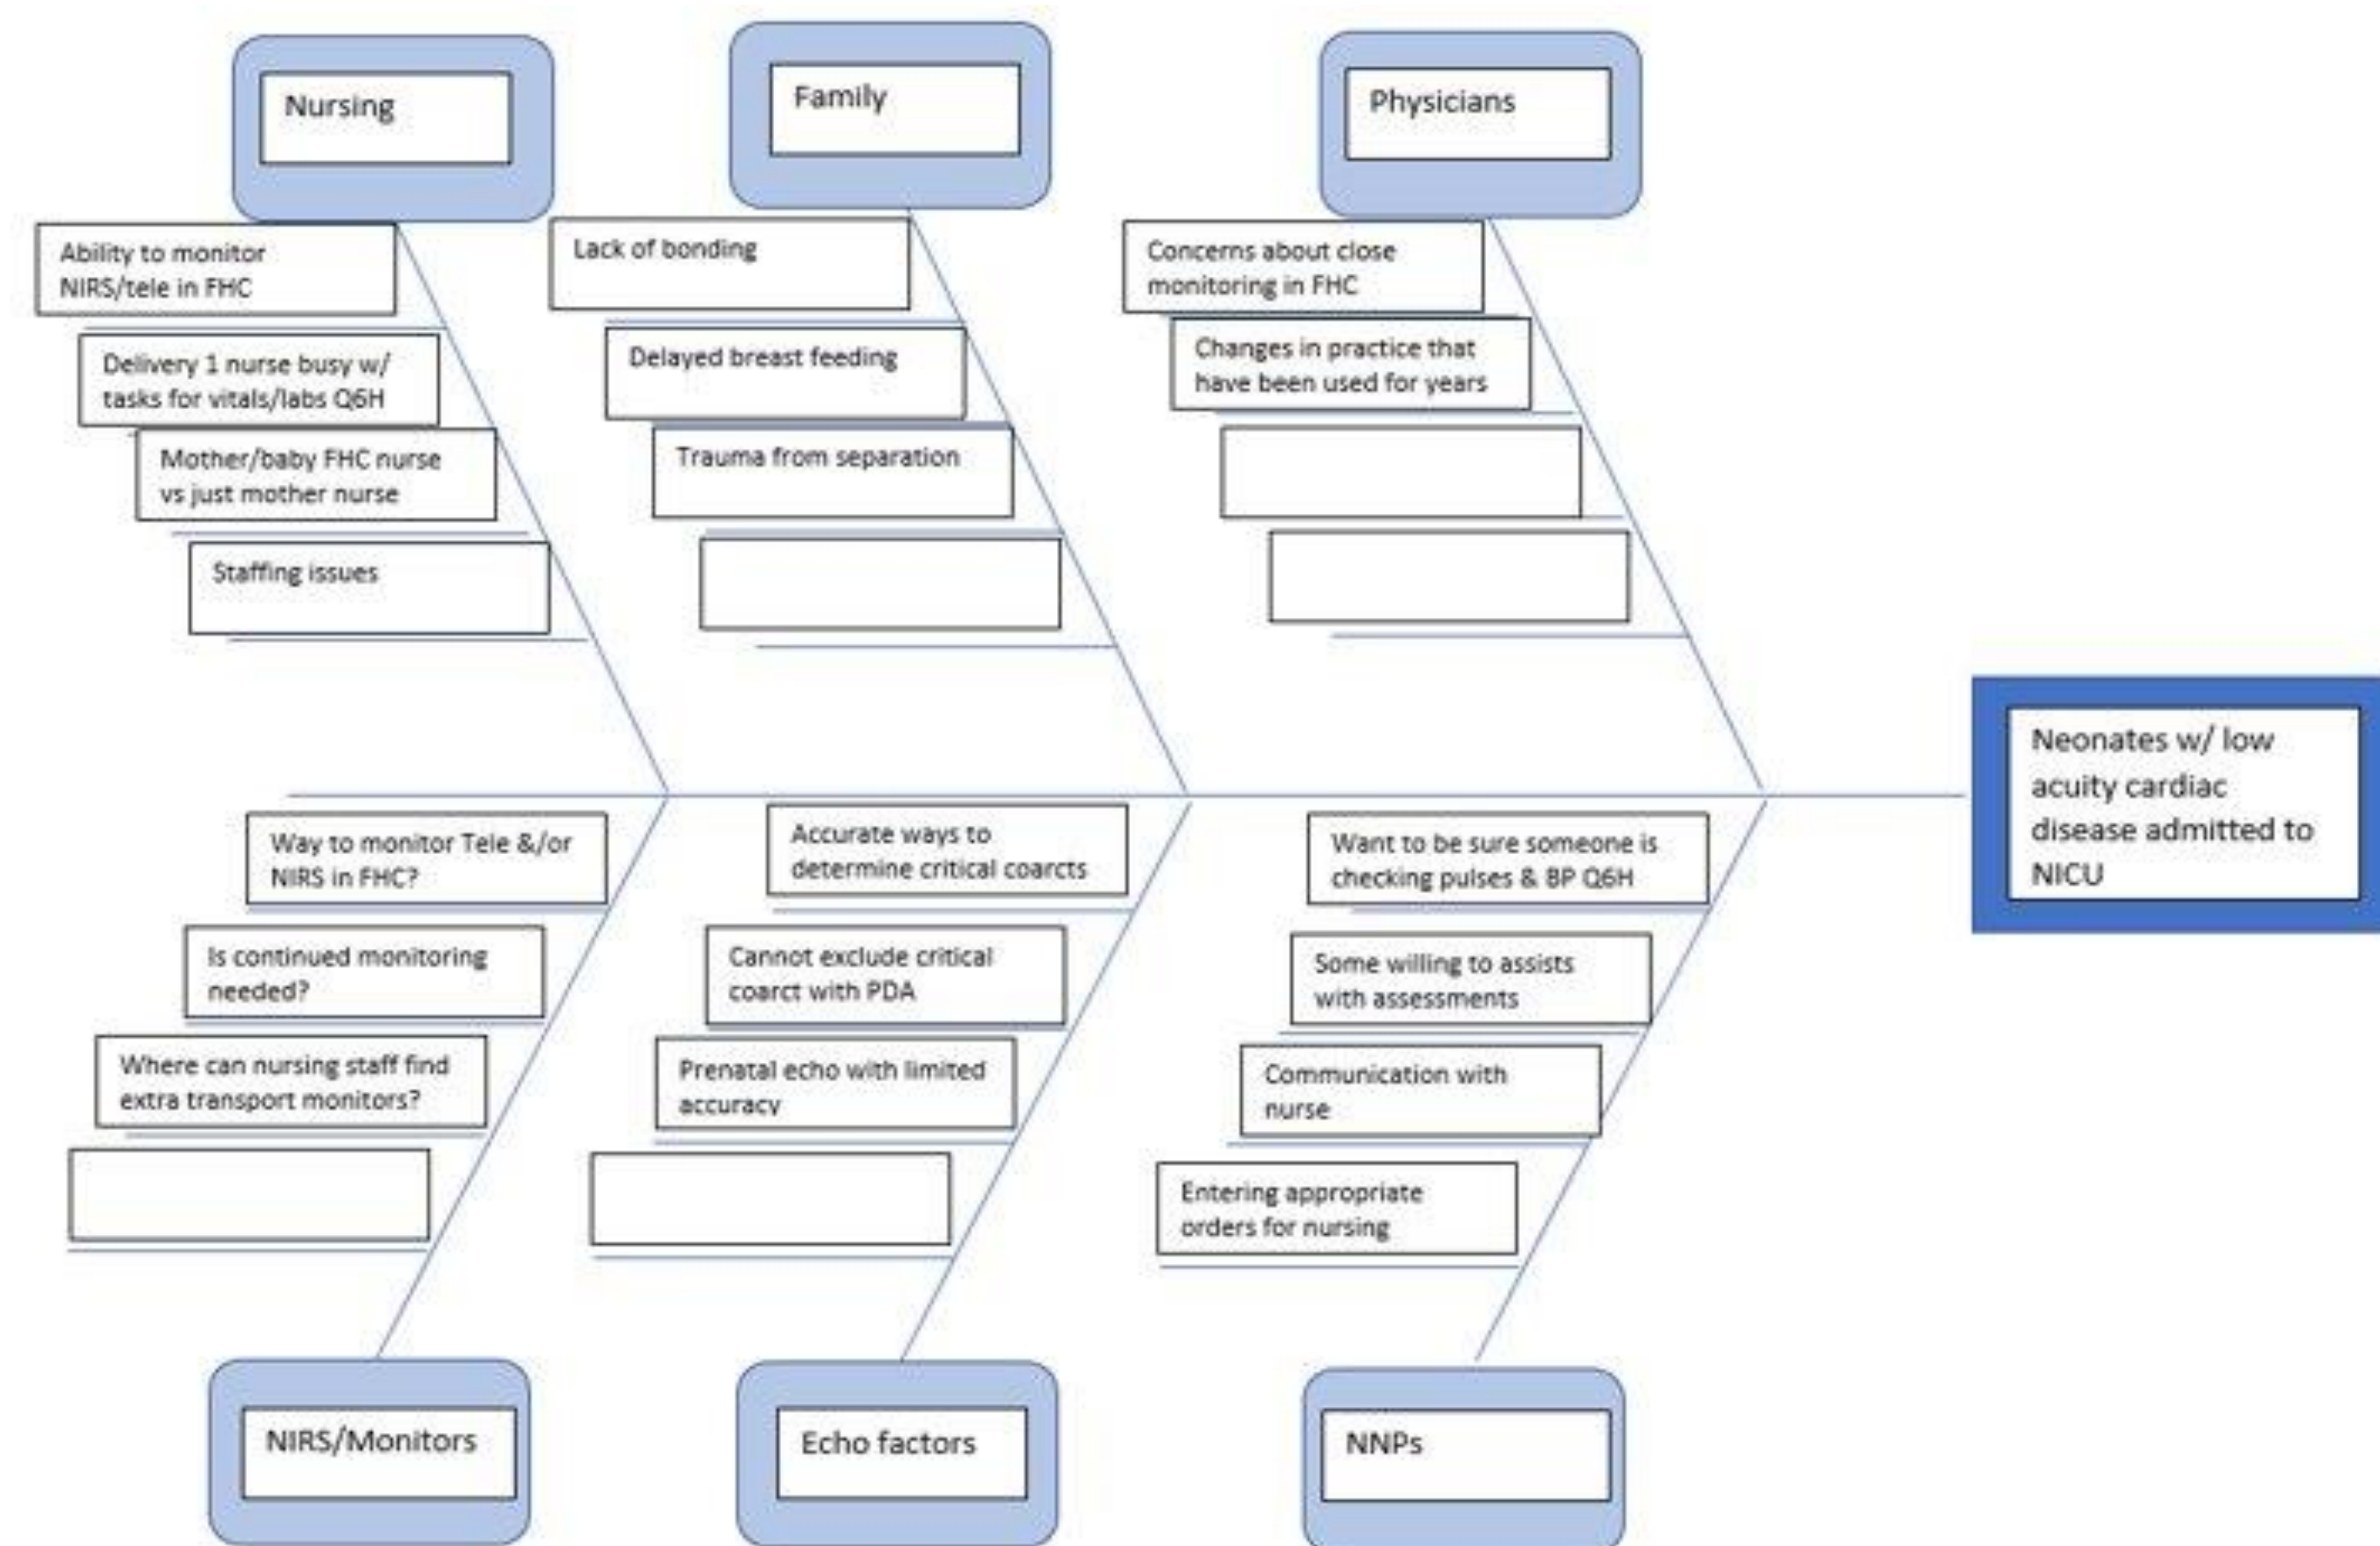 Nursing
Family
Physicians
Ability to monitor
NIRS/tele in FHC
Delivery 1 nurse busy w/
tasks for vitals/labs Q6H
Mother/baby FHC nurse
vs just mother nurse
Staffing issues
Lack of bonding
Delayed breast feeding
Trauma from separation
Concerns about close
monitoring in FHC
Changes in practice that
have been used for years
Neonates w/ low
acuity cardiac
disease admitted to
NICU
Way to monitor Tele &/or
NIRS in FHC?
Is continued monitoring
needed?
Where can nursing staff find
extra transport monitors?
Accurate ways to
determine critical coarcts
Cannot exclude critical
coarct with PDA
Prenatal echo with limited
accuracy
Want to be sure someone is
checking pulses & BP Q6H
Some willing to assists
with assessments
Communication with
nurse
Entering appropriate
orders for nursing
NIRS/Monitors
Echo factors
NNPs